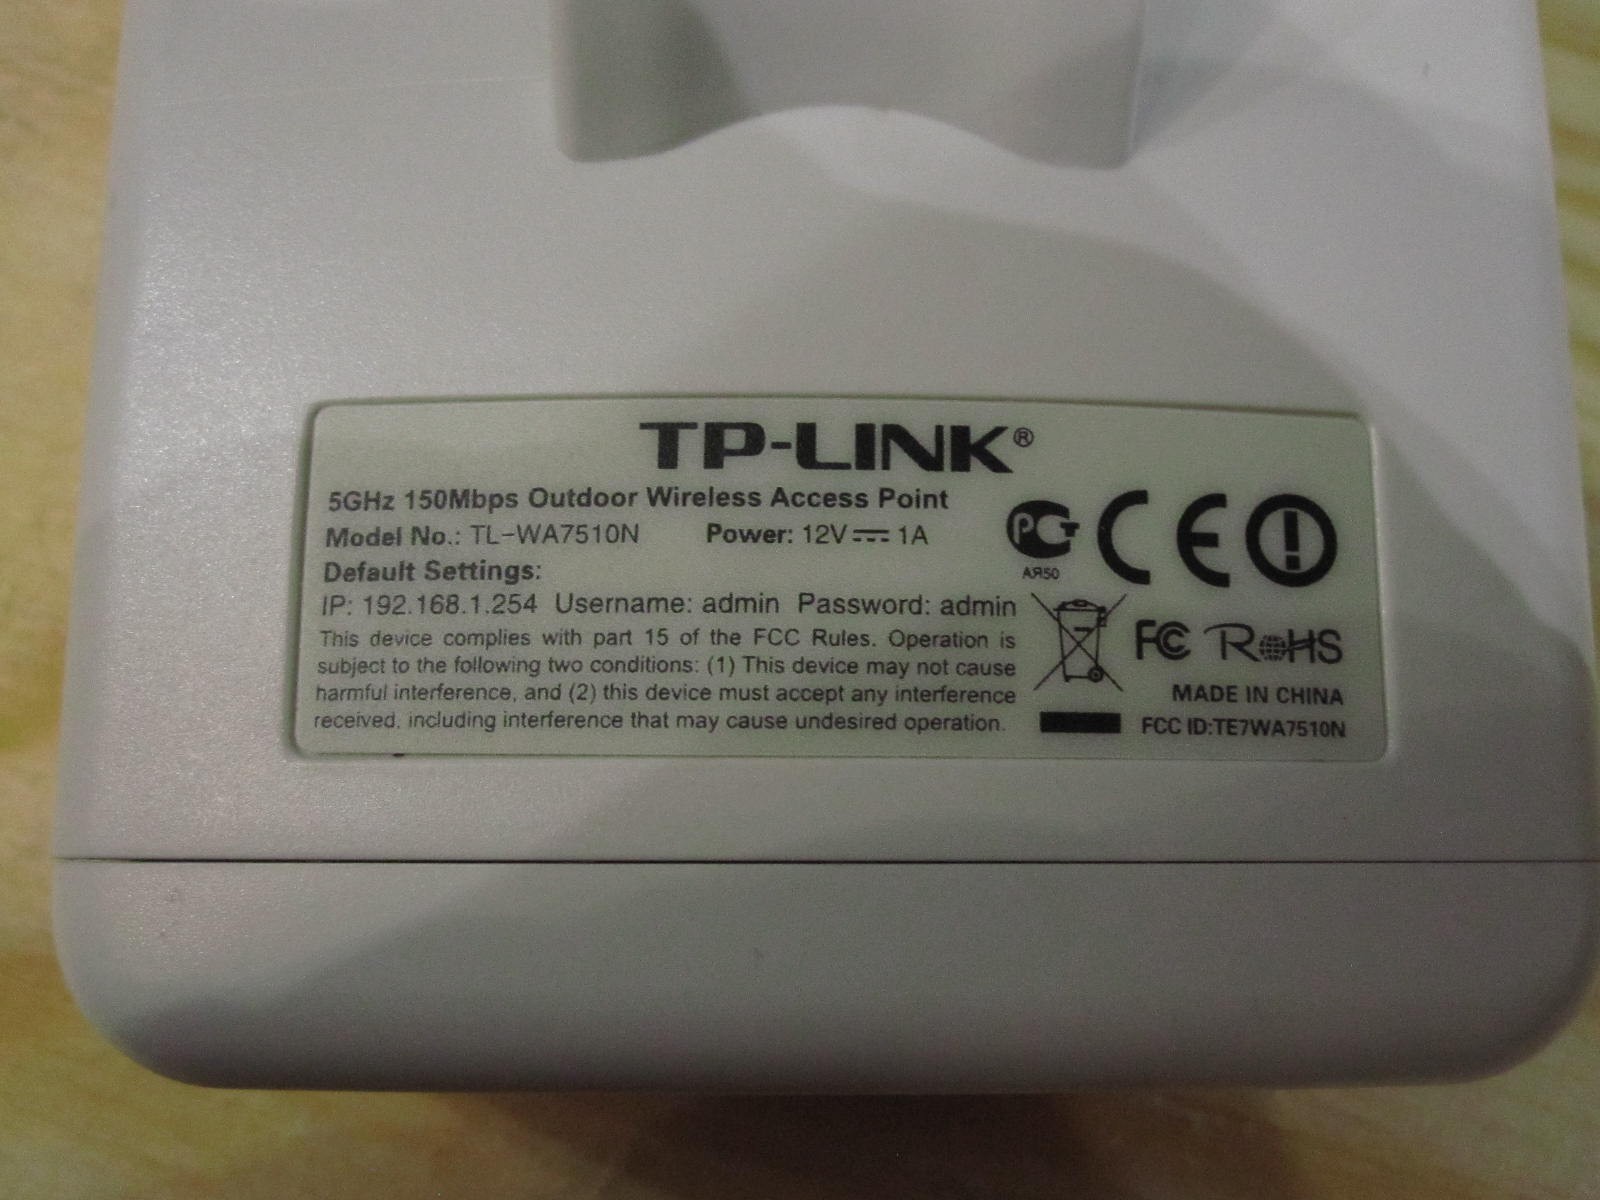 TP-LINK®
5GHz 150Mbps Outdoor Wireless Access Point
Model No.: TL-WA7510N Power: 12V⎓1A
Default Settings:
IP: 192.168.1.254 Username: admin Password: admin
This device complies with part 15 of the FCC Rules. Operation is
subject to the following two conditions: (1) This device may not cause
harmful interference, and (2) this device must accept any interference
received, including interference that may cause undesired operation.
PCT
АЯ50
CE
FC RoHS
MADE IN CHINA
FCC ID:TE7WA7510N